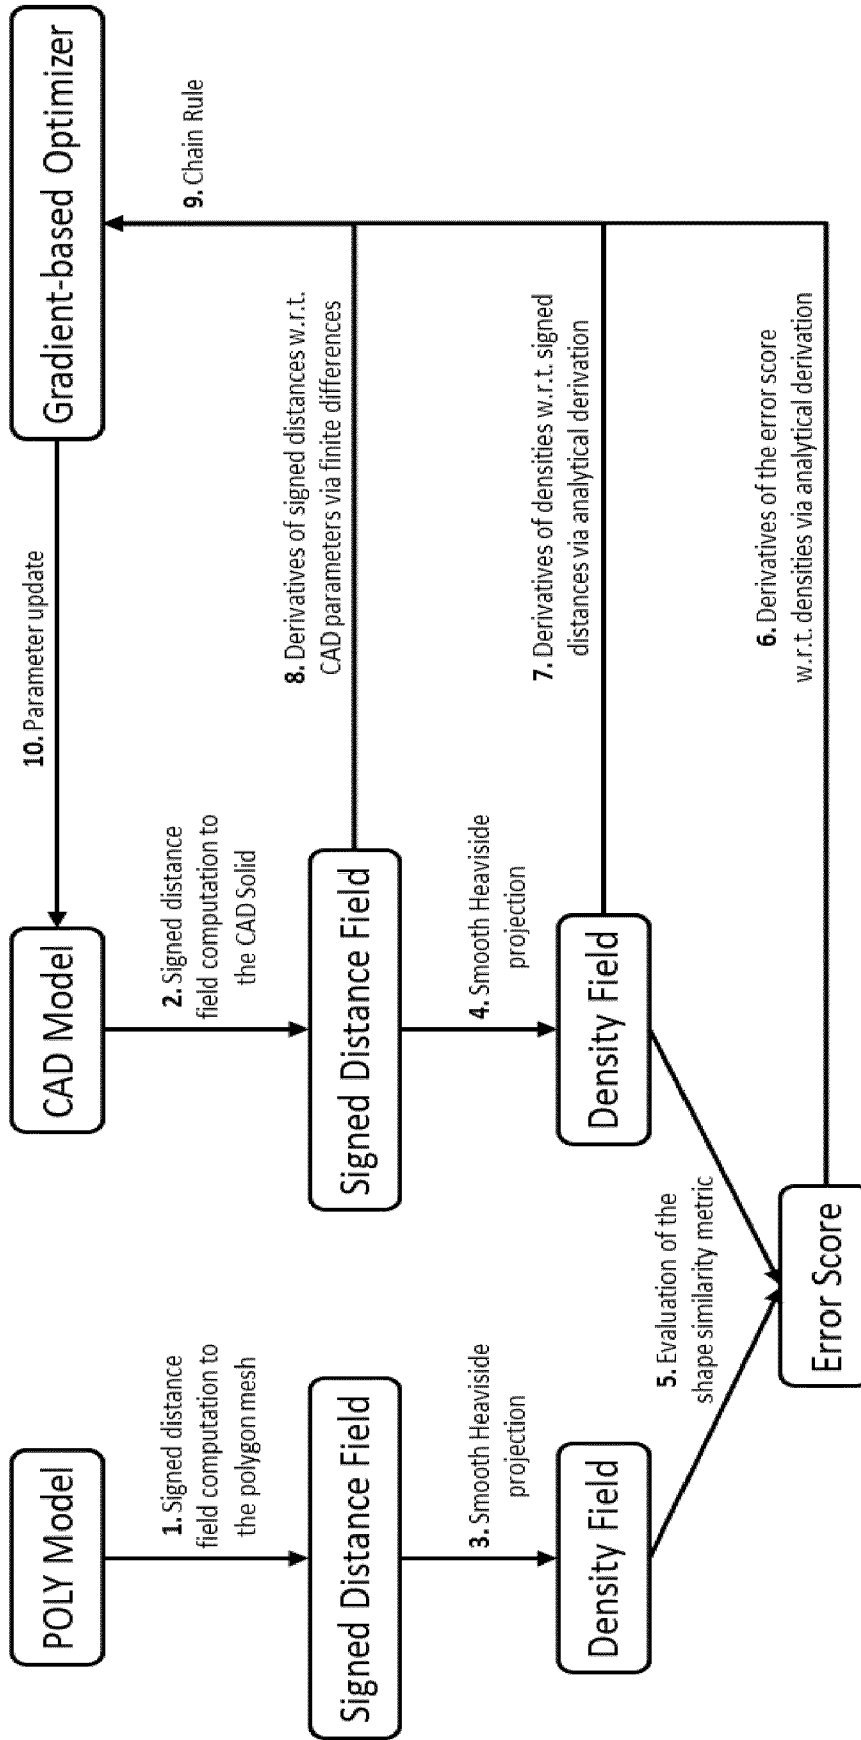 POLY Model
CAD Model
Gradient-based Optimizer
10. Parameter update
1. Signed distance
field computation to
the polygon mesh
2. Signed distance
field computation to
the CAD Solid
9. Chain Rule
Signed Distance Field
Signed Distance Field
8. Derivatives of signed distances w.r.t.
CAD parameters via finite differences
3. Smooth Heaviside
projection
4. Smooth Heaviside
projection
Density Field
Density Field
7. Derivatives of densities w.r.t. signed
distances via analytical derivation
5. Evaluation of the
shape similarity metric
Error Score
6. Derivatives of the error score
w.r.t. densities via analytical derivation